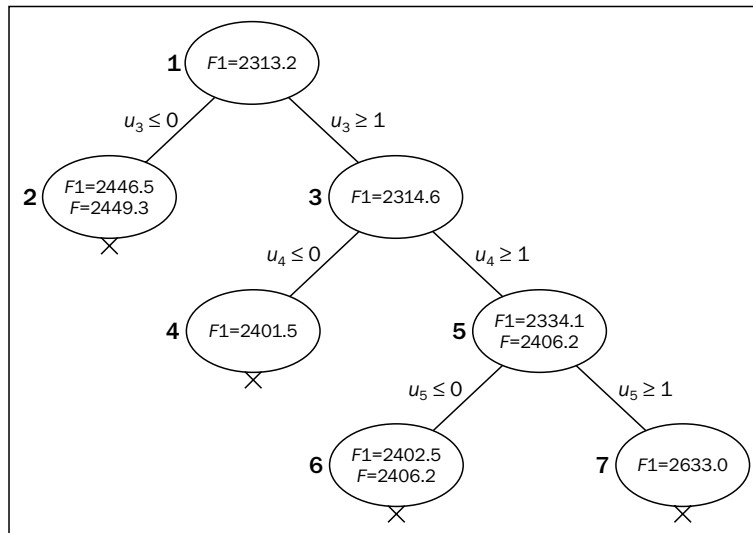 1
F1=2313.2
u₃ ≤ 0
u₃ ≥ 1
2
F1=2446.5
F=2449.3
3
F1=2314.6
u₄ ≤ 0
u₄ ≥ 1
4
F1=2401.5
5
F1=2334.1
F=2406.2
u₅ ≤ 0
u₅ ≥ 1
6
F1=2402.5
F=2406.2
7
F1=2633.0